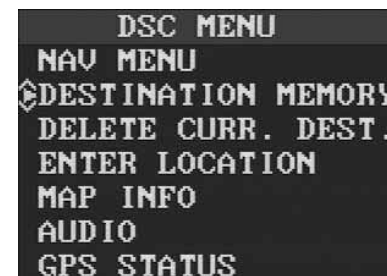 DSC MENU
NAV MENU
DESTINATION MEMORY
DELETE CURR. DEST.
ENTER LOCATION
MAP INFO
AUDIO
GPS STATUS